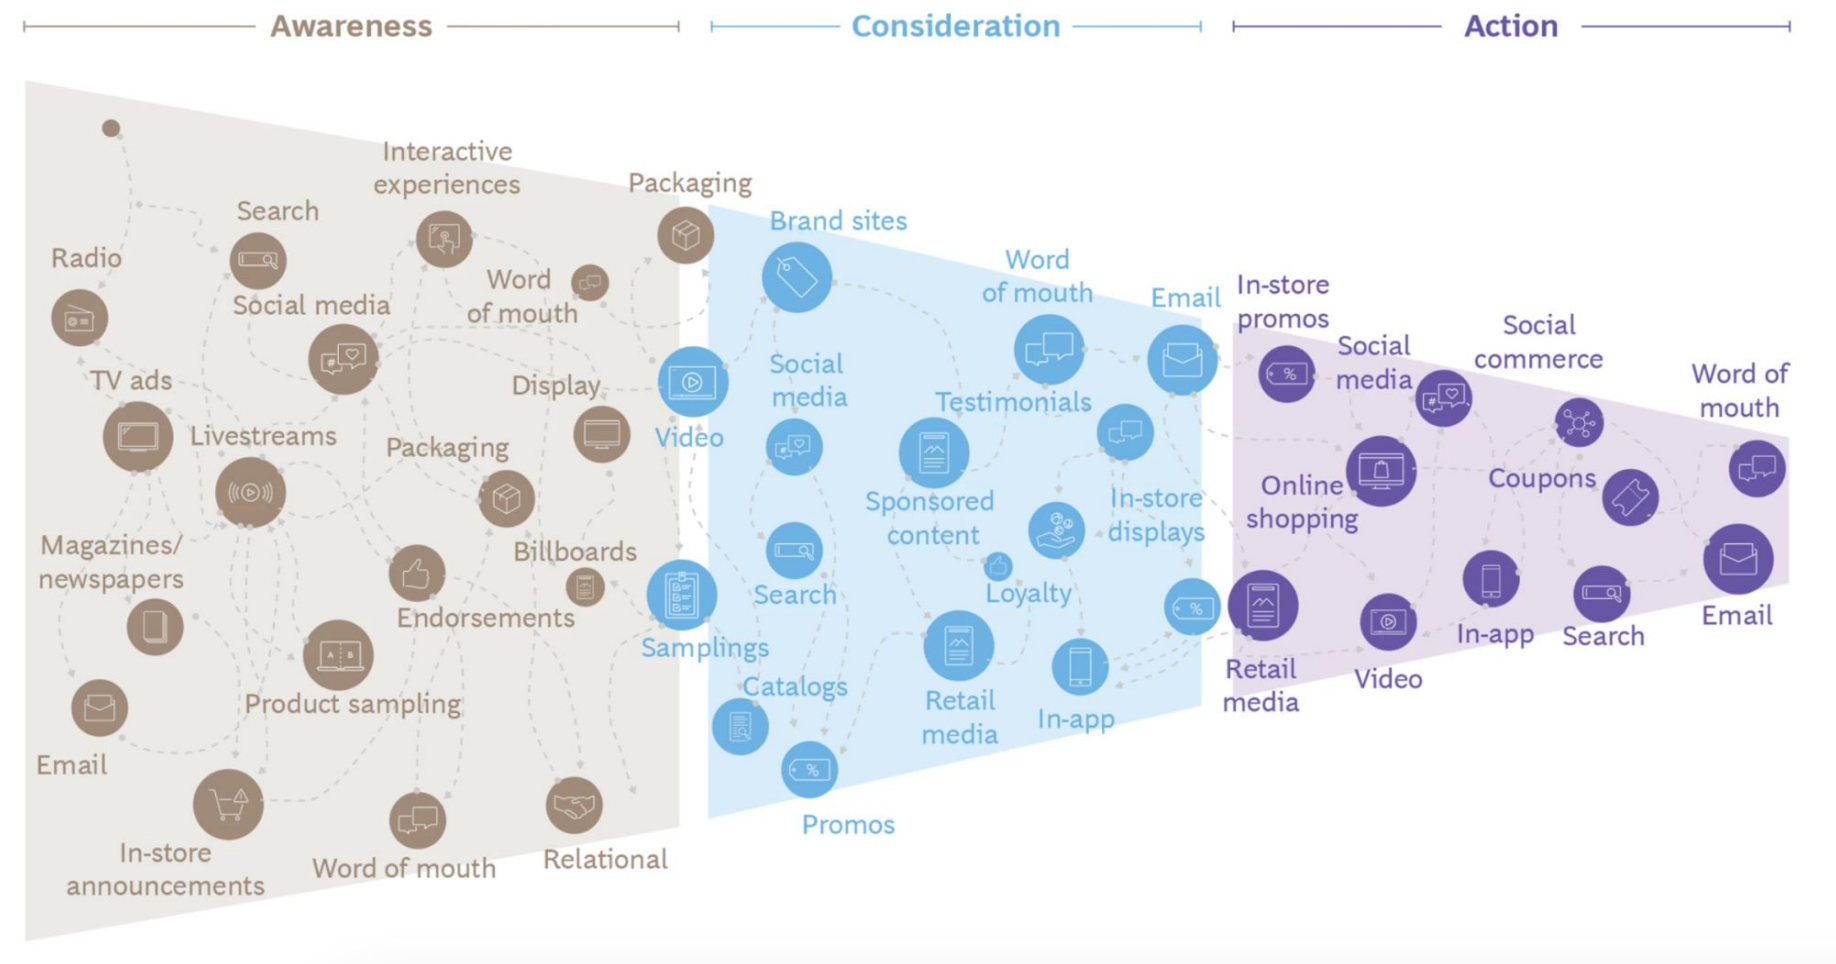 Awareness
Consideration
Action
Interactive
experiences
Packaging
Search
Radio
Word
of mouth
Social media
TV ads
Display
Livestreams
Packaging
Magazines/
newspapers
Billboards
Endorsements
A B
Product sampling
Email
In-store
announcements
Word of mouth
Relational
#
Brand sites
Word
of mouth
Email
Social
media
Video
Testimonials
#
Sponsored
content
In-store
displays
Search
Loyalty
%
Samplings
Catalogs
Retail
media
In-app
%
Promos
In-store
promos
Social
media
Social
commerce
Word of
mouth
%
#
Online
shopping
Coupons
In-app
Search
Email
Retail
media
Video